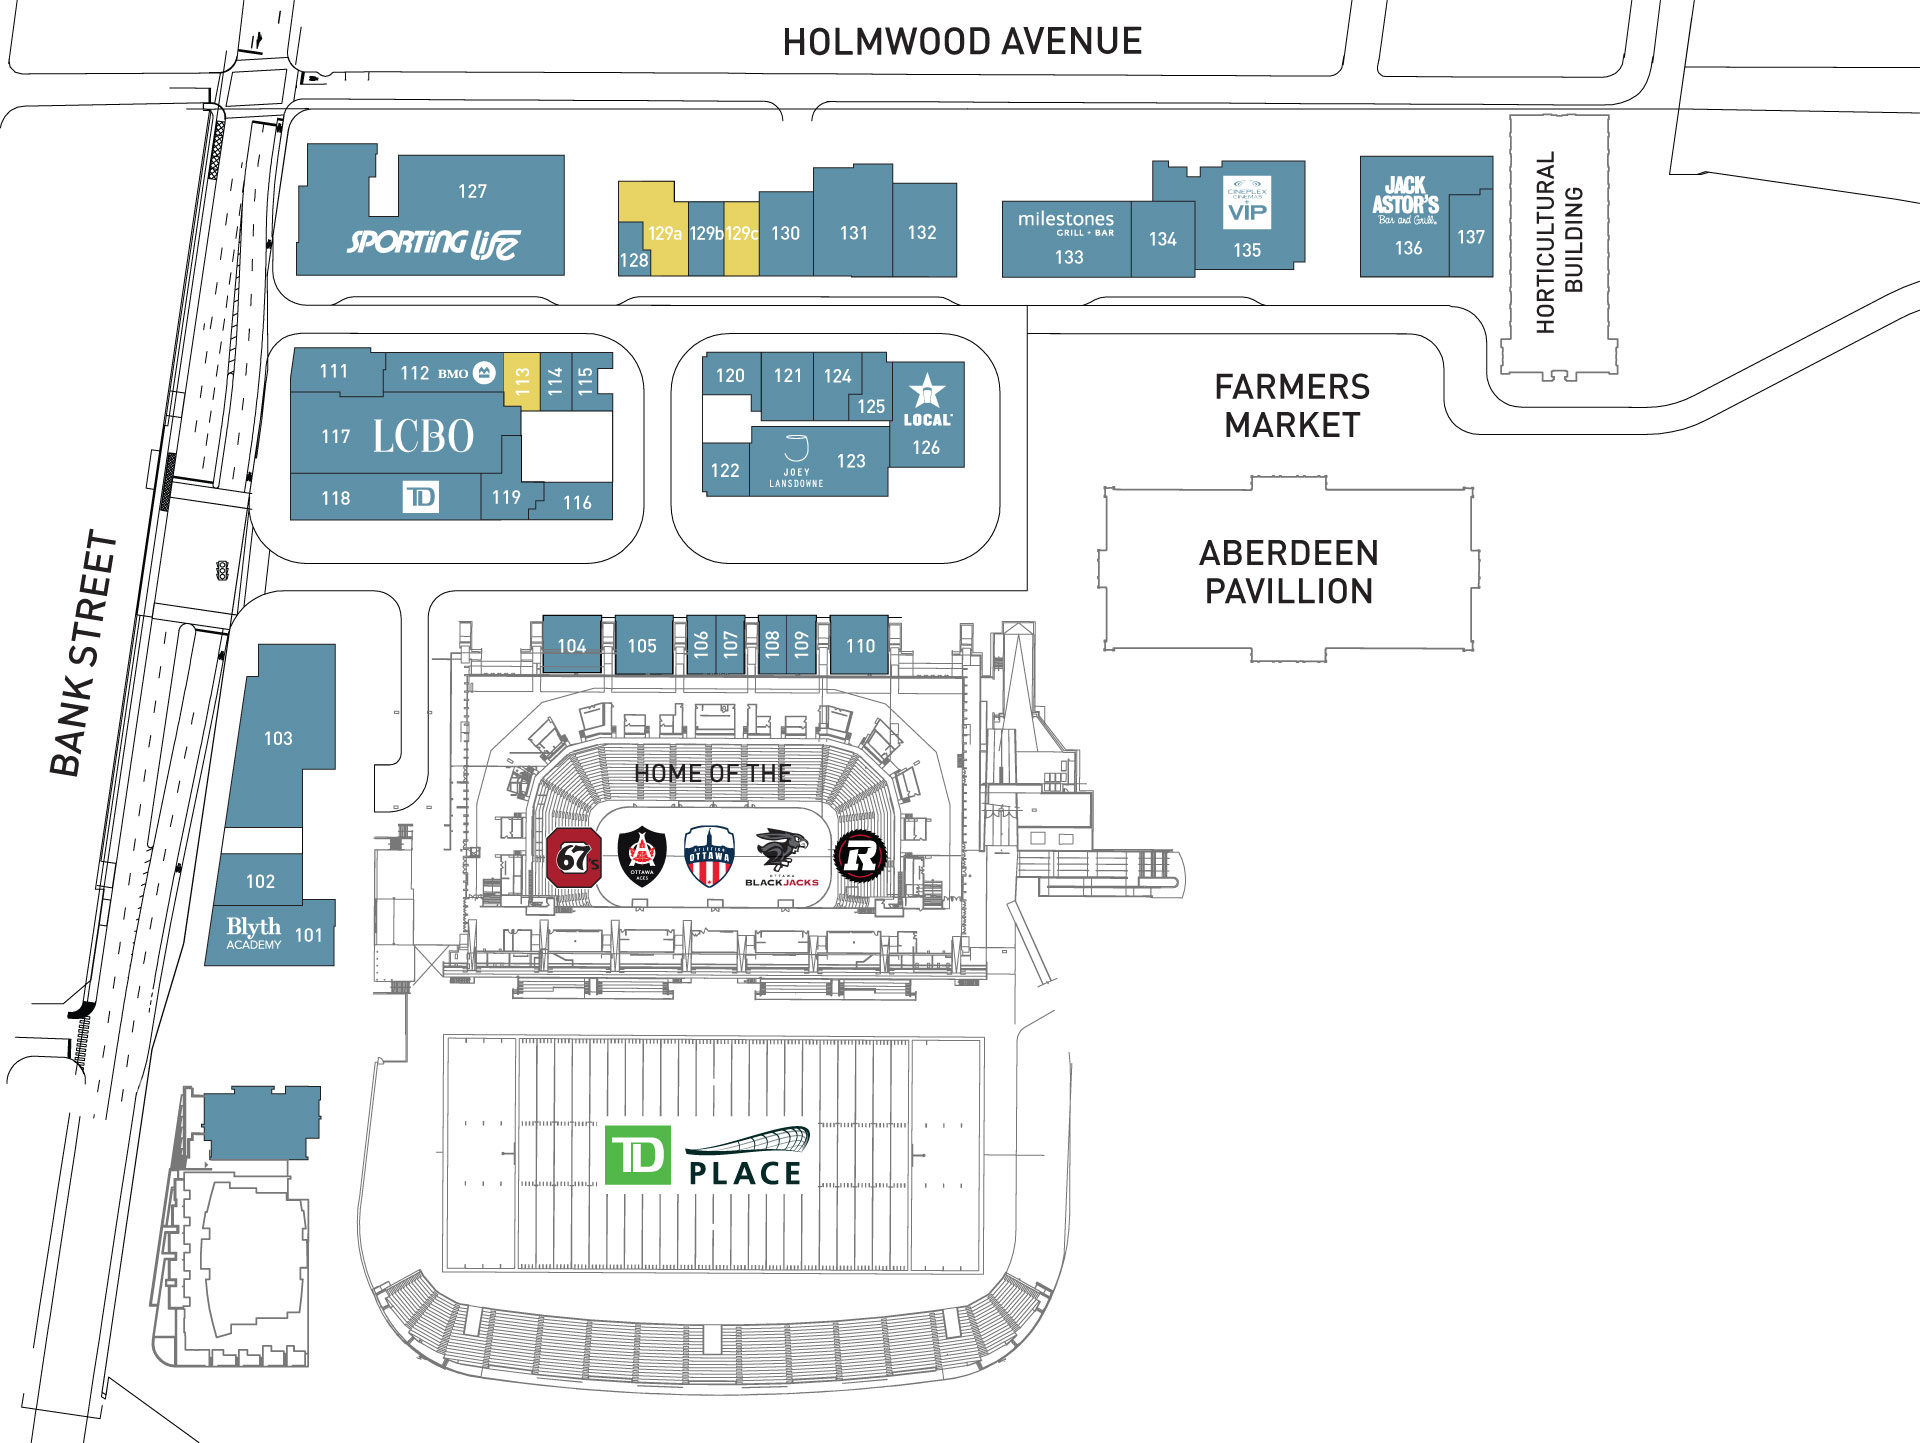 HOLMWOOD AVENUE
127
SPORTING life
128
129a
129b
129c
130
131
132
milestones
GRILL + BAR
133
134
CINEPLEX
CINEMAS
VIP
135
JACK
ASTOR'S
Bar and Grill.
136
137
HORTICULTURAL
BUILDING
111
112 BMO
113
114
115
117 LCBO
118 TD
119
116
120
121
124
125
LOCAL
126
122
JOEY
LANSDOWNE
123
FARMERS
MARKET
ABERDEEN
PAVILLION
BANK STREET
104
105
106
107
108
109
110
103
102
Blyth
ACADEMY
101
HOME OF THE
67's
OTTAWA
ACES
ATLETICO
OTTAWA
OTTAWA
BLACKJACKS
R
TD PLACE